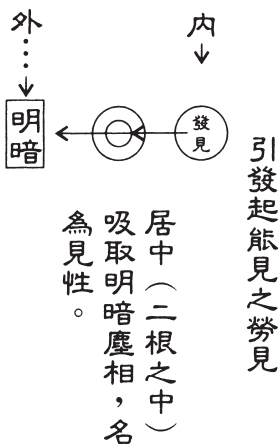 引發起能見之勞見
內
發見
外
明暗
居中（二根之中）
吸取明暗塵相，名
為見性。